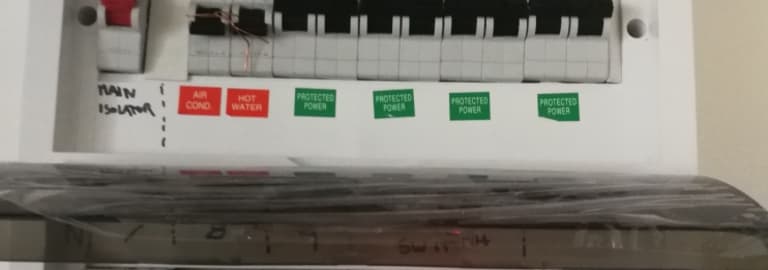 MAIN
ISOLATOR
AIR
COND.
HOT
WATER
PROTECTED
POWER
PROTECTED
POWER
PROTECTED
POWER
PROTECTED
POWER